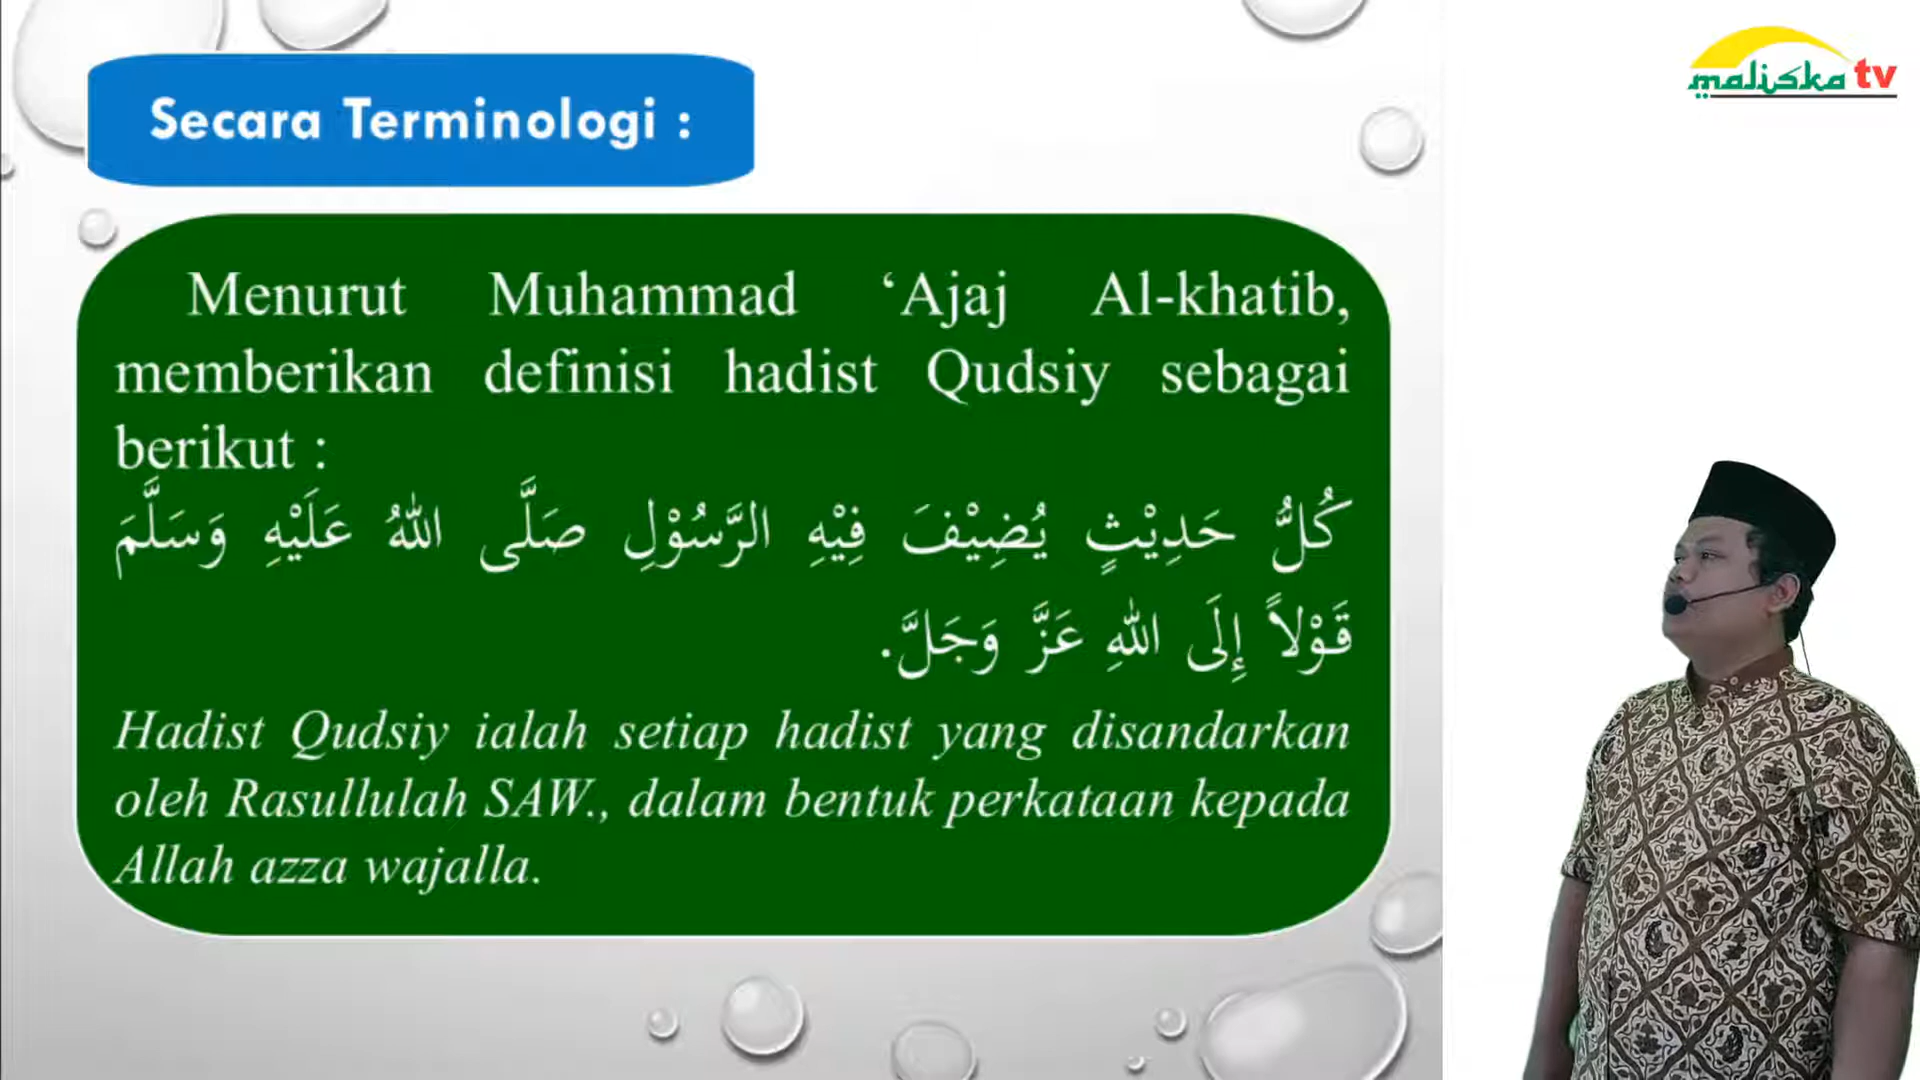 maliska tv
Secara Terminologi :
Menurut Muhammad ‘Ajaj Al-khatib,
memberikan definisi hadist Qudsiy sebagai
berikut :
كُلُّ حَدِيْثٍ يُضِيْفَ فِيْهِ الرَّسُوْلِ صَلَّى اللهُ عَلَيْهِ وَسَلَّمَ
قَوْلاً إِلَى اللهِ عَزَّ وَجَلَّ.
Hadist Qudsiy ialah setiap hadist yang disandarkan
oleh Rasullulah SAW., dalam bentuk perkataan kepada
Allah azza wajalla.